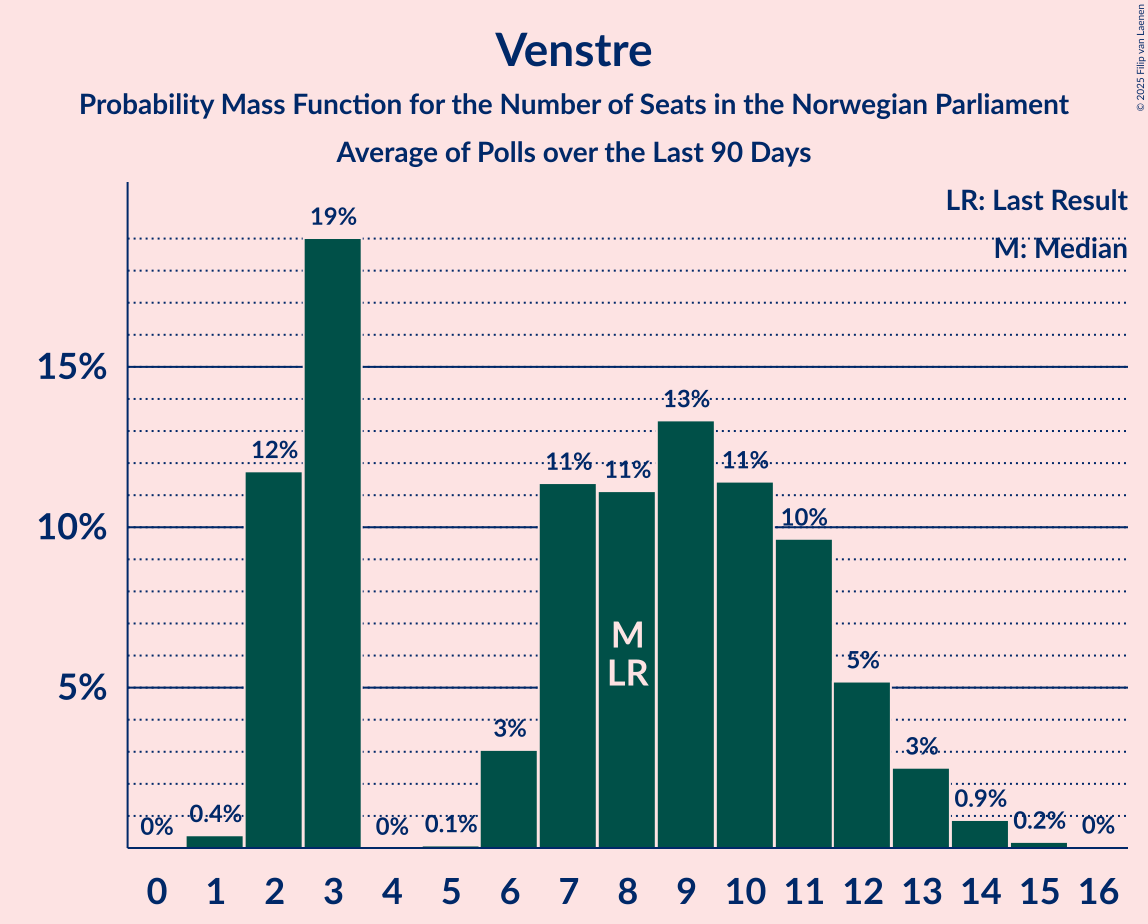 Venstre
Probability Mass Function for the Number of Seats in the Norwegian Parliament
Average of Polls over the Last 90 Days
© 2025 Filip van Laenen
LR: Last Result
M: Median
15%
10%
5%
0%
0.4%
12%
19%
0%
0.1%
3%
11%
11%
13%
11%
10%
5%
3%
0.9%
0.2%
0%
M
LR
0 1 2 3 4 5 6 7 8 9 10 11 12 13 14 15 16